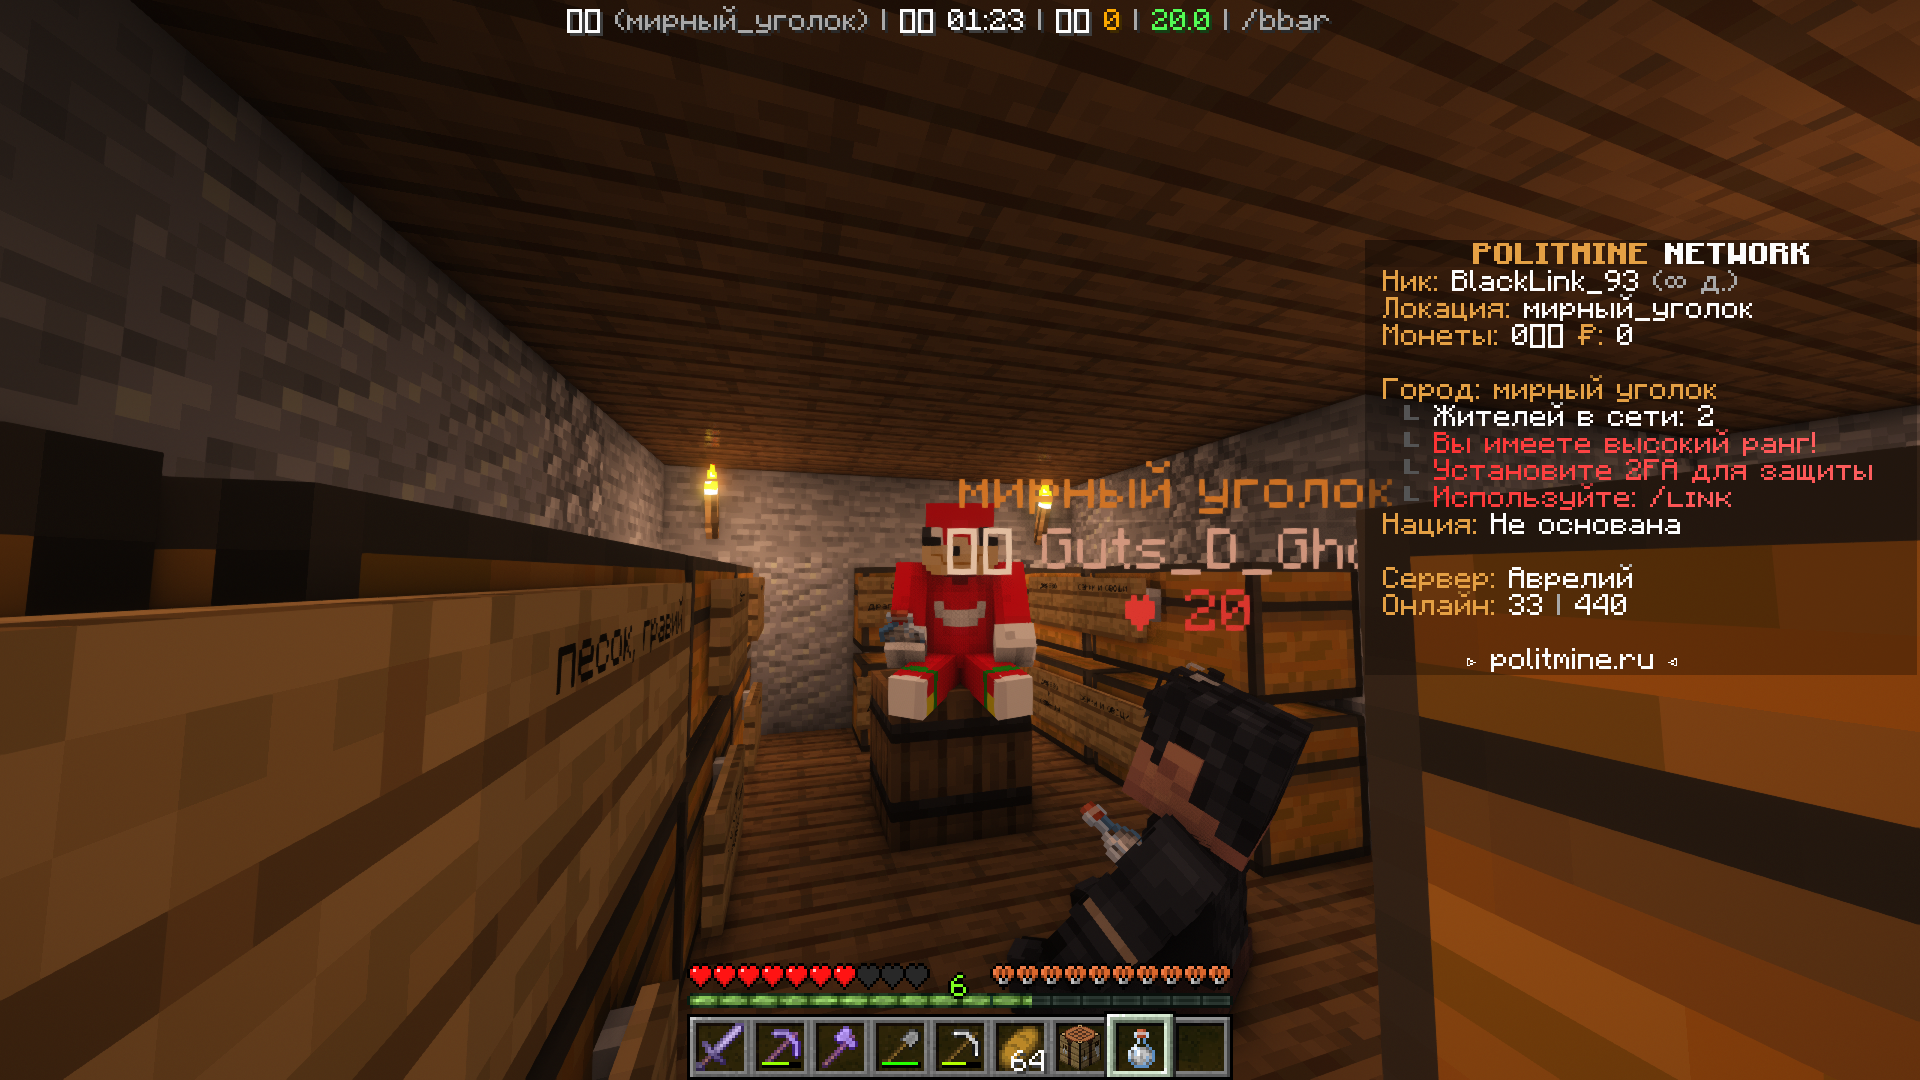 (мирный_уголок) | 01:23 | 0 | 20.0 | /bbar
POLITMINE NETWORK
Ник: BlackLink_93 (∞ д.)
Локация: мирный_уголок
Монеты: 0 ₽: 0
Город: мирный уголок
Жителей в сети: 2
Вы имеете высокий ранг!
Установите 2FA для защиты
Используйте: /LINK
Нация: Не основана
Сервер: Аврелий
Онлайн: 33 | 440
▹ politmine.ru ◃
мирный уголок
Guts_D_Gh
20
песок, гравий
6
64